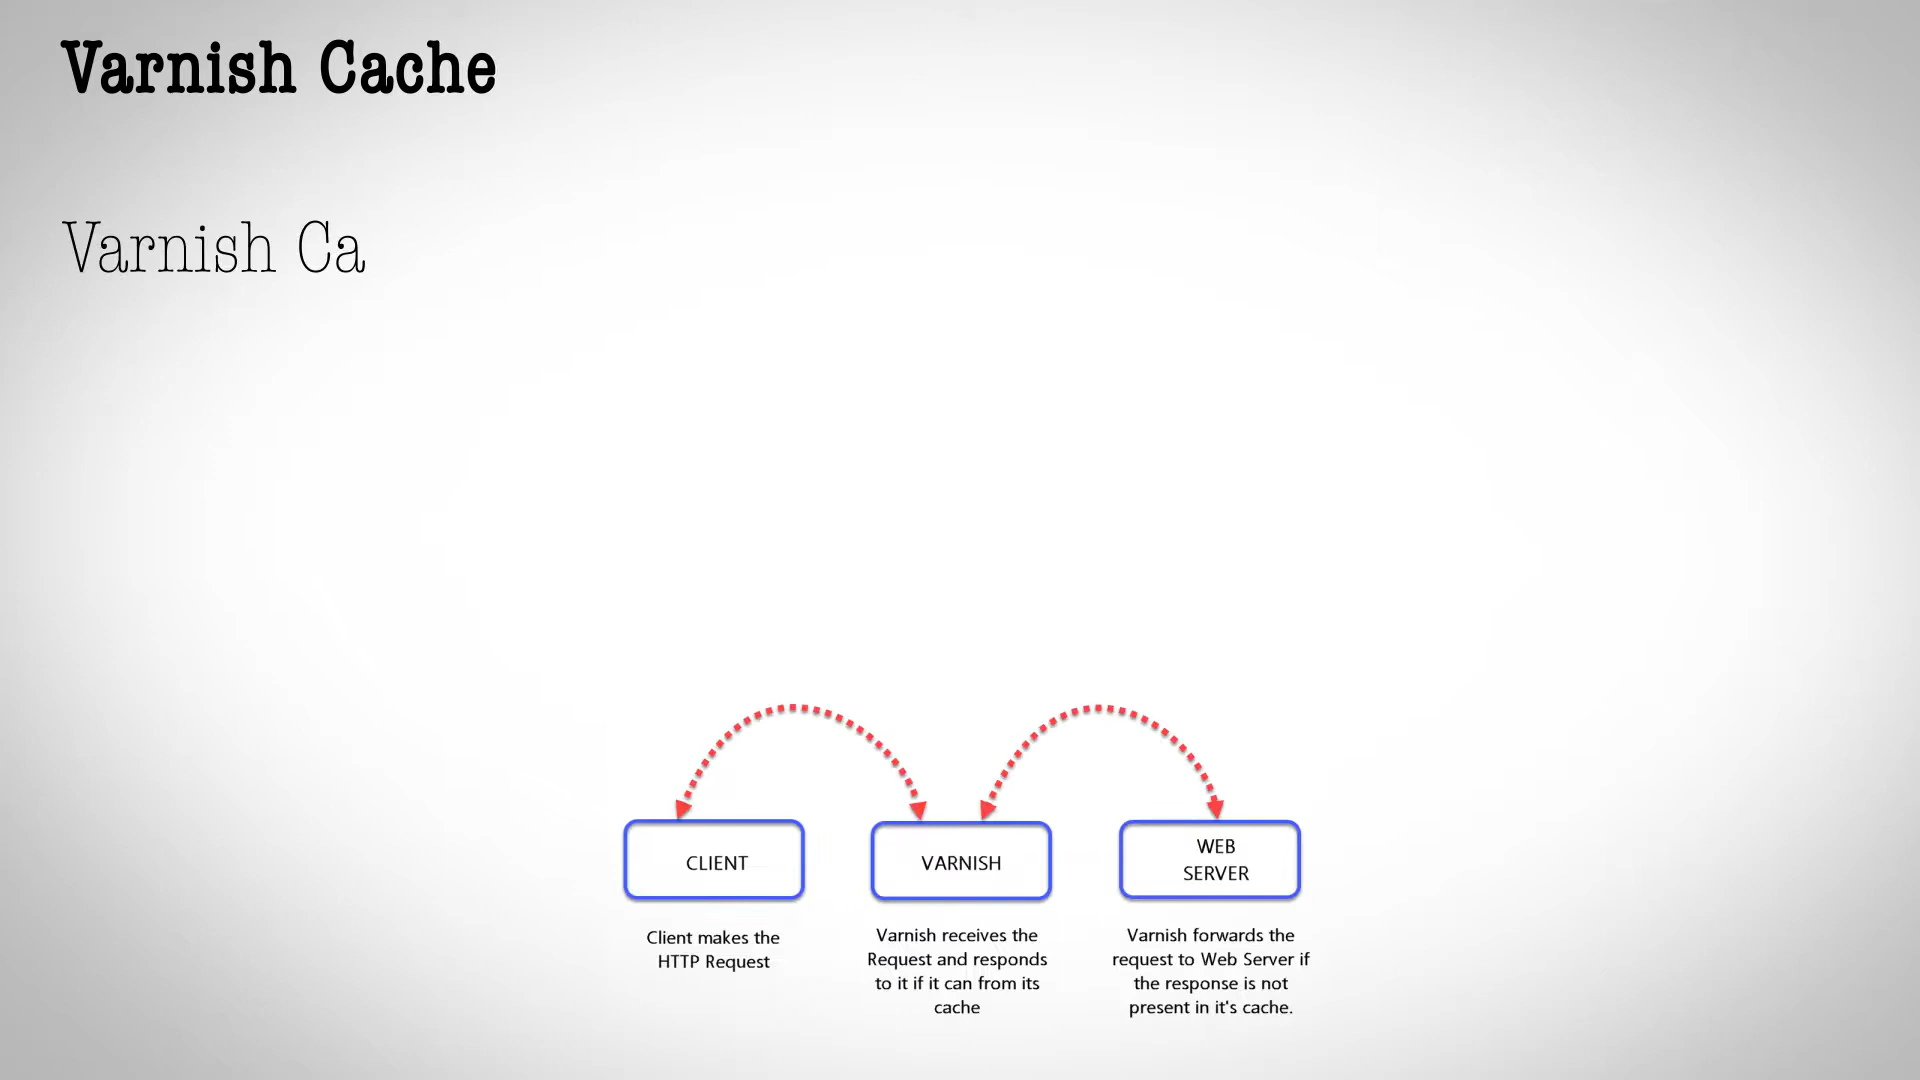 Varnish Cache
Varnish Ca
CLIENT
VARNISH
WEB
SERVER
Client makes the
HTTP Request
Varnish receives the
Request and responds
to it if it can from its
cache
Varnish forwards the
request to Web Server if
the response is not
present in it's cache.